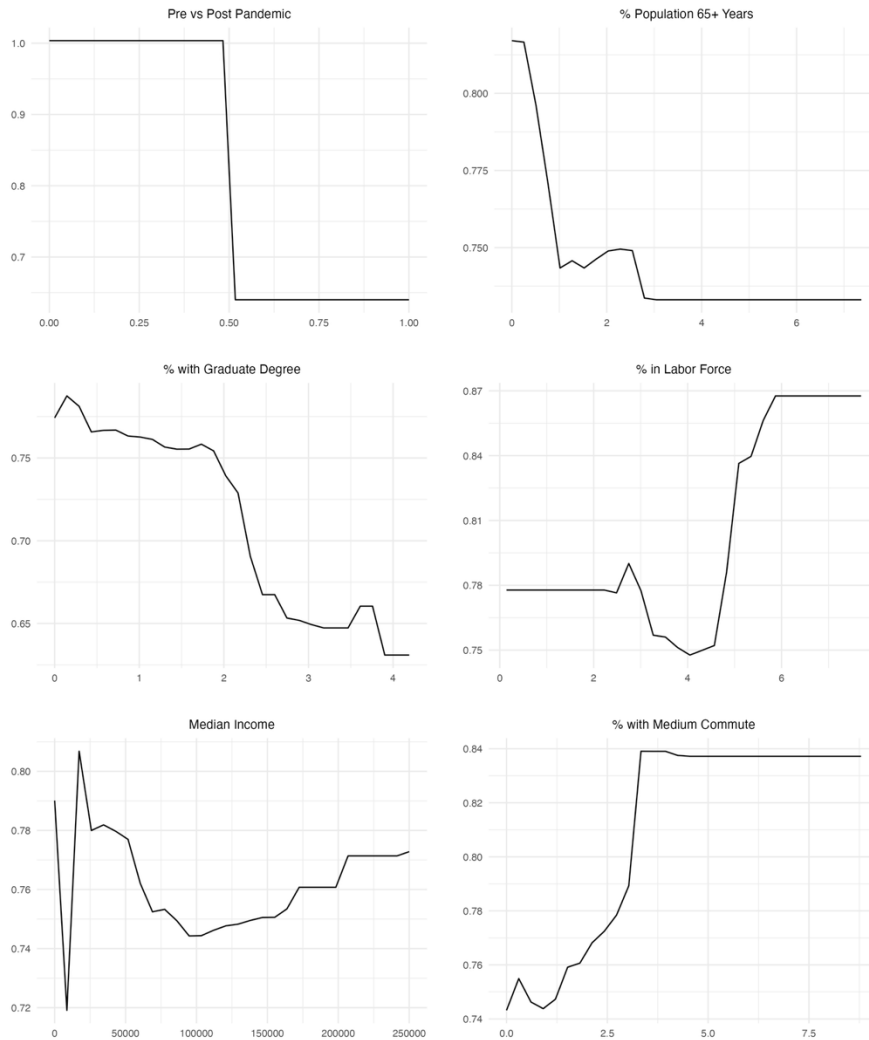 Pre vs Post Pandemic
1.0
0.9
0.8
0.7
0.00 0.25 0.50 0.75 1.00
% Population 65+ Years
0.800
0.775
0.750
0 2 4 6
% with Graduate Degree
0.75
0.70
0.65
0 1 2 3 4
% in Labor Force
0.87
0.84
0.81
0.78
0.75
0 2 4 6
Median Income
0.80
0.78
0.76
0.74
0.72
0 50000 100000 150000 200000 250000
% with Medium Commute
0.84
0.82
0.80
0.78
0.76
0.74
0.0 2.5 5.0 7.5